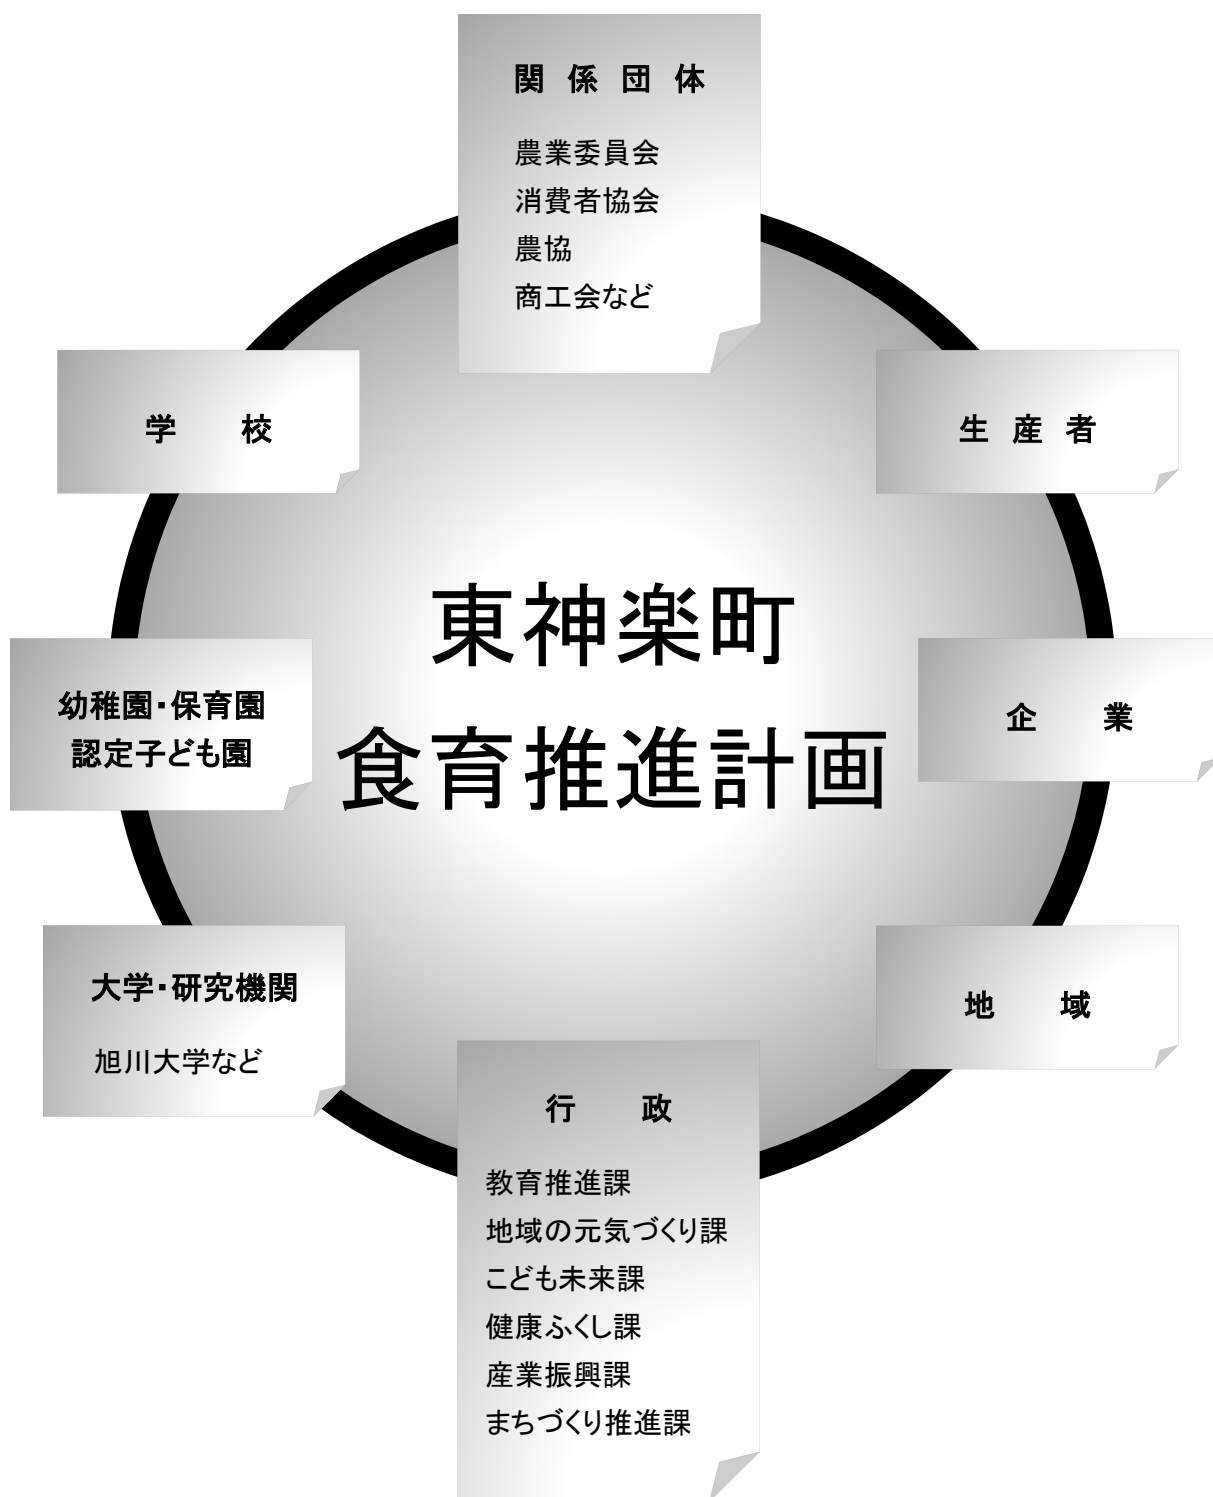 関係団体
農業委員会
消費者協会
農協
商工会など
学校
生産者
東神楽町
食育推進計画
幼稚園・保育園
認定子ども園
企業
大学・研究機関
旭川大学など
地域
行政
教育推進課
地域の元気づくり課
こども未来課
健康ふくし課
産業振興課
まちづくり推進課